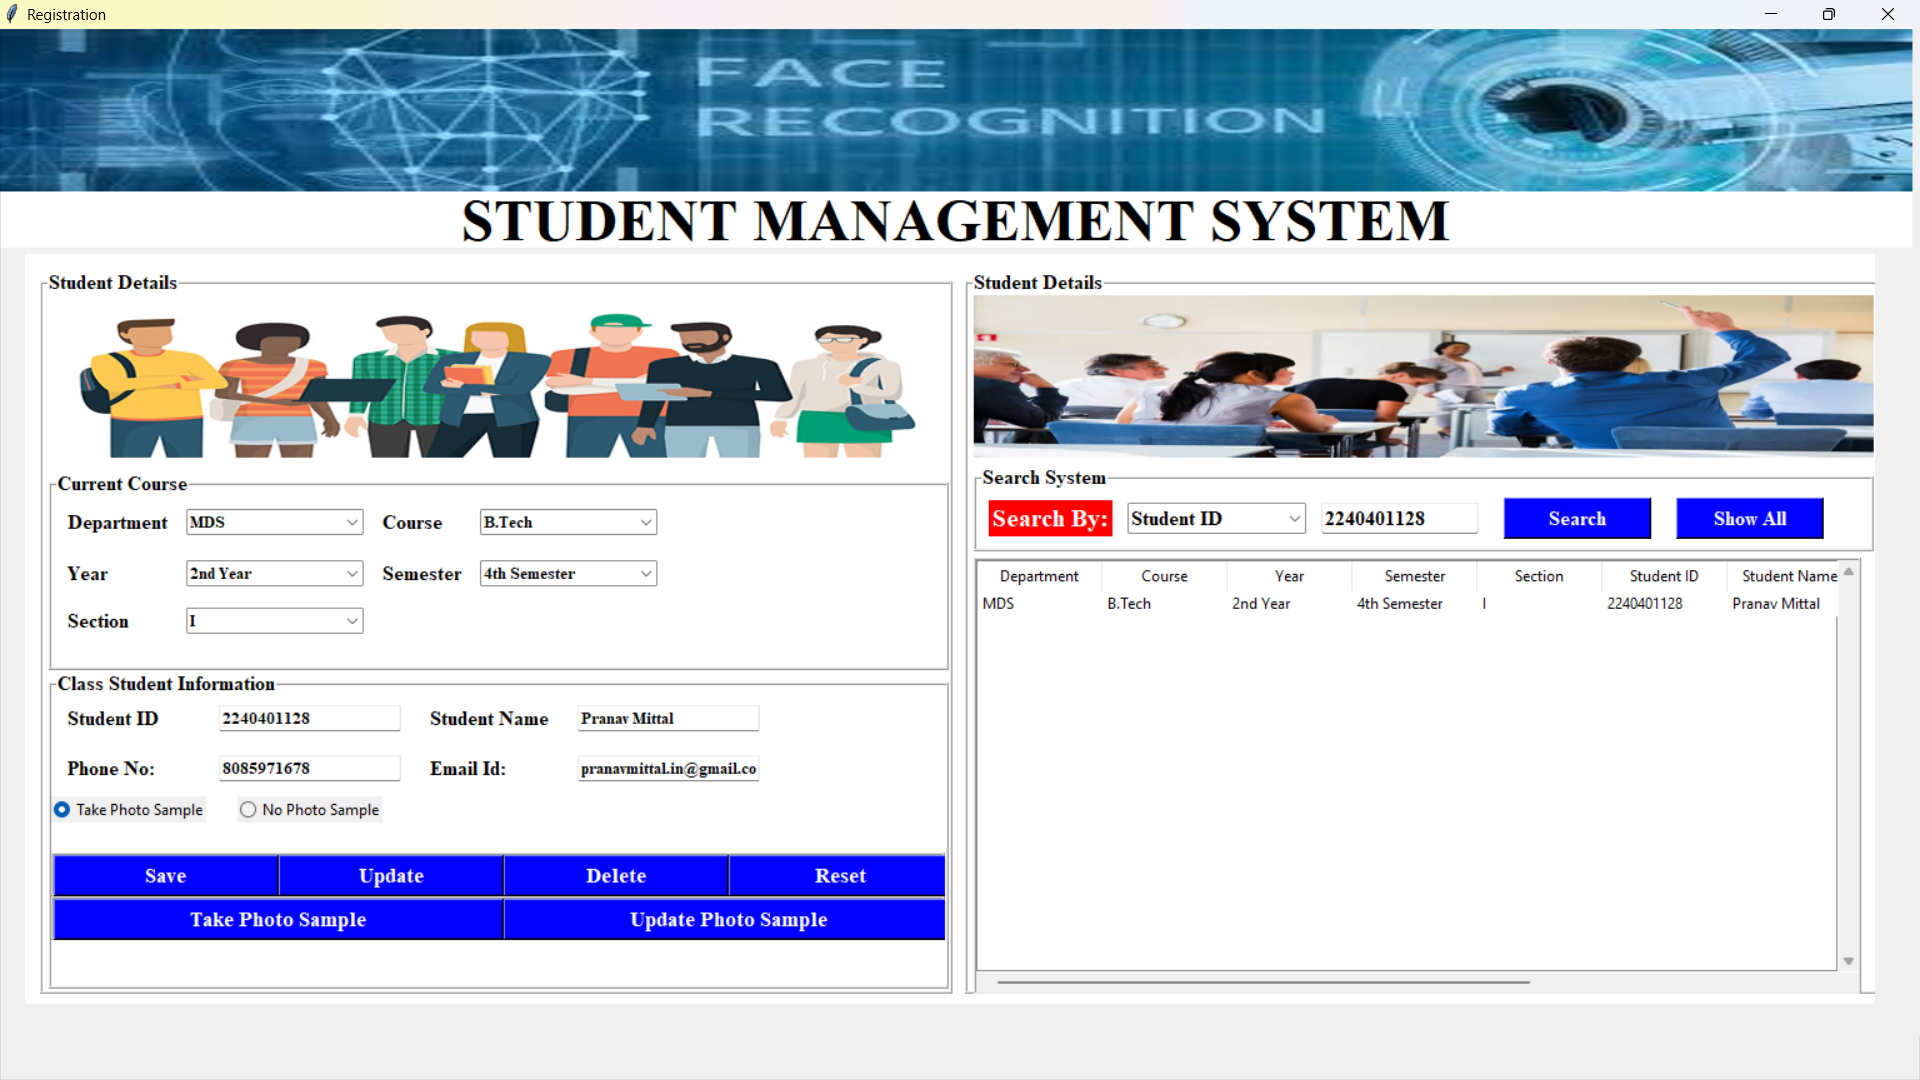 Registration
FACE
RECOGNITION
STUDENT MANAGEMENT SYSTEM
Student Details
Current Course
Department MDS Course B.Tech
Year 2nd Year Semester 4th Semester
Section I
Class Student Information
Student ID 2240401128 Student Name Pranav Mittal
Phone No: 8085971678 Email Id: pranavmittal.in@gmail.co
Take Photo Sample No Photo Sample
Save Update Delete Reset
Take Photo Sample Update Photo Sample
Student Details
Search System
Search By: Student ID 2240401128 Search Show All
Department Course Year Semester Section Student ID Student Name
MDS B.Tech 2nd Year 4th Semester I 2240401128 Pranav Mittal